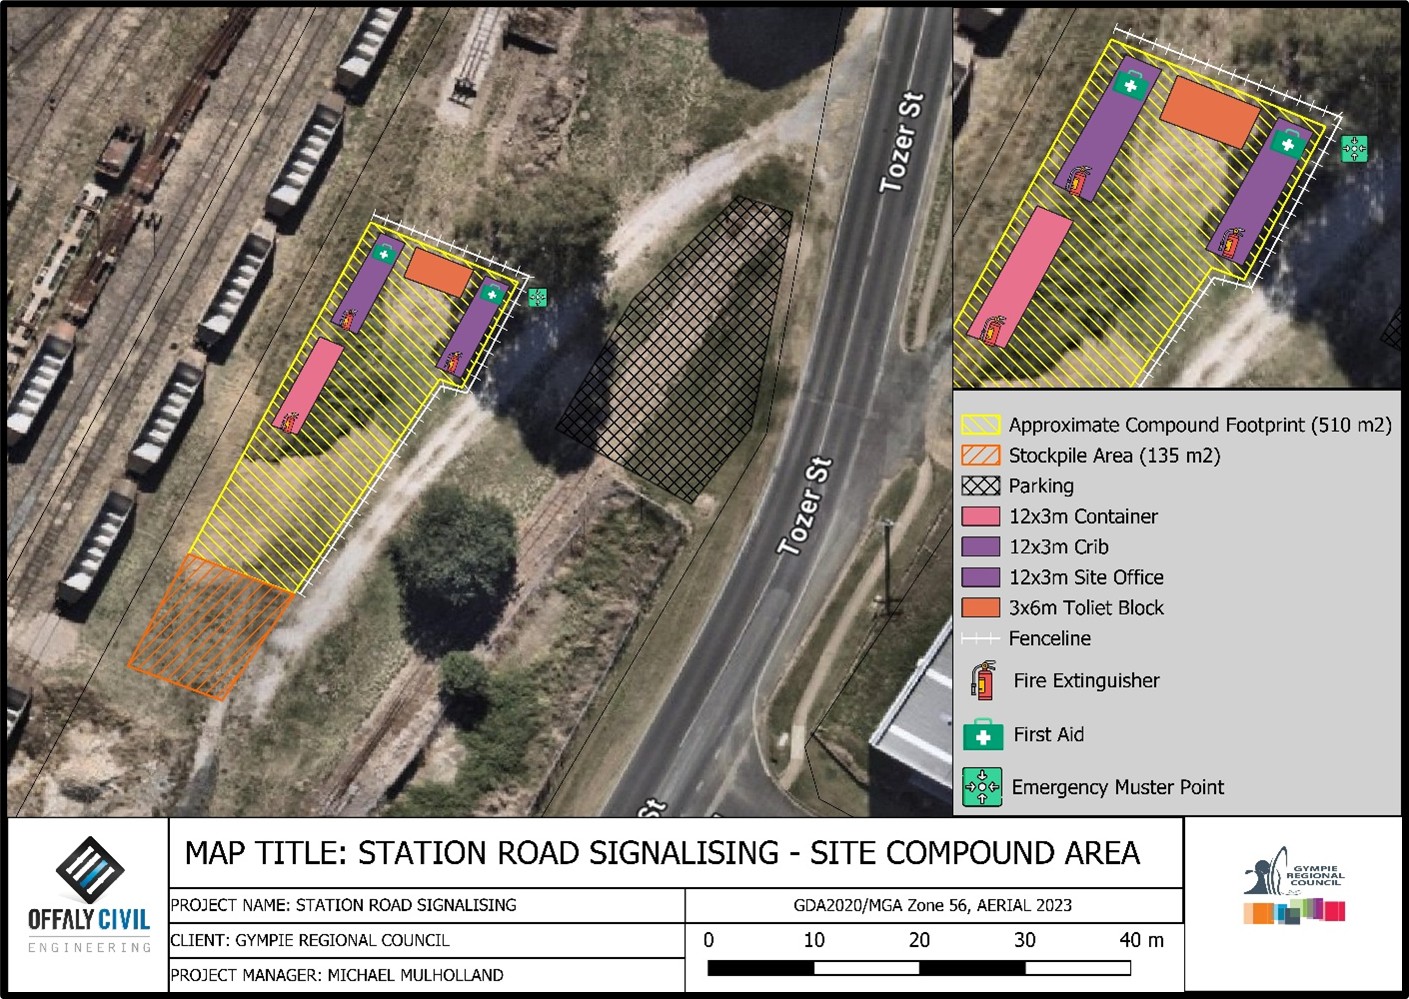 Tozer St
Tozer St
St
Approximate Compound Footprint (510 m2)
Stockpile Area (135 m2)
Parking
12x3m Container
12x3m Crib
12x3m Site Office
3x6m Toliet Block
Fenceline
Fire Extinguisher
First Aid
Emergency Muster Point
OFFALY CIVIL
ENGINEERING
MAP TITLE: STATION ROAD SIGNALISING - SITE COMPOUND AREA
PROJECT NAME: STATION ROAD SIGNALISING
GDA2020/MGA Zone 56, AERIAL 2023
CLIENT: GYMPIE REGIONAL COUNCIL
0 10 20 30 40 m
PROJECT MANAGER: MICHAEL MULHOLLAND
GYMPIE
REGIONAL
COUNCIL